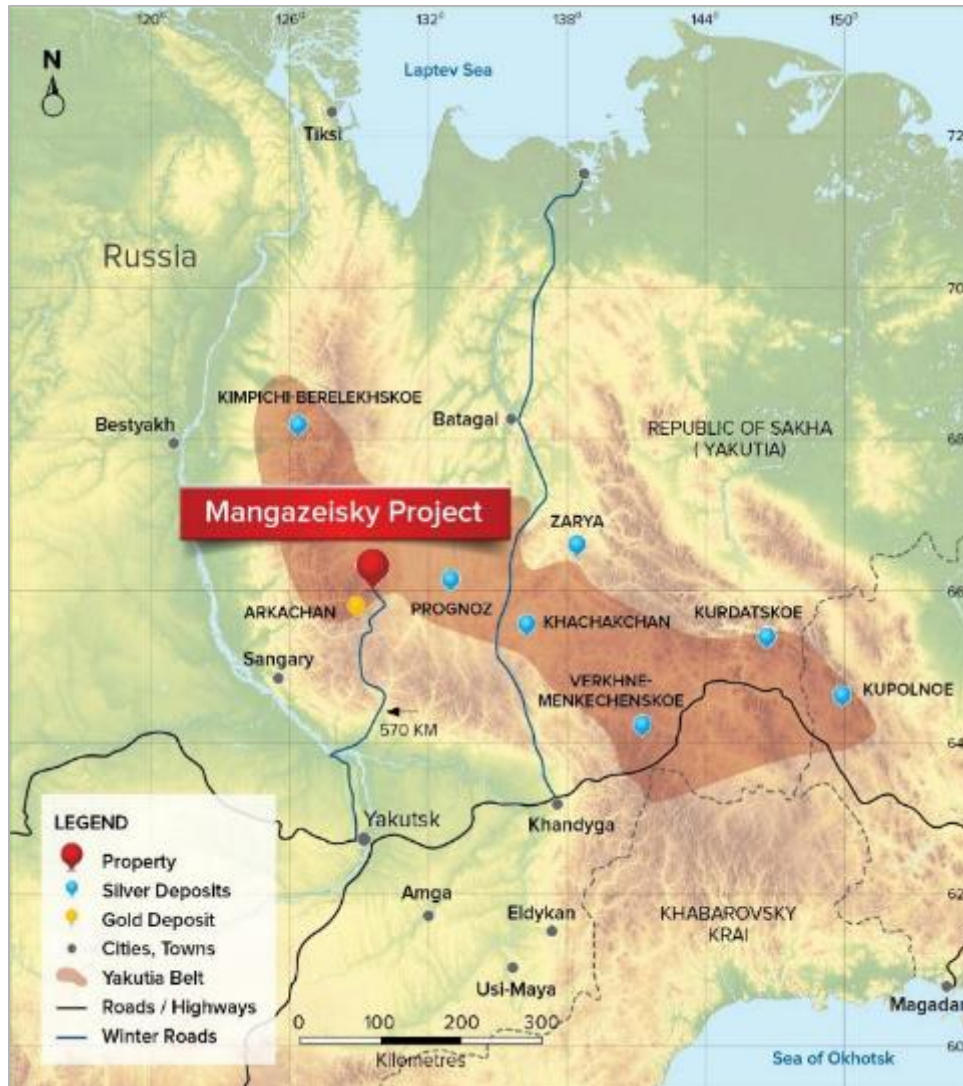 120°
126°
132°
138°
144°
150°
N
Laptev Sea
Tiksi
72
Russia
70
KIMPICHI-BERELEKHSKOE
Bestyakh
Batagai
REPUBLIC OF SAKHA
(YAKUTIA)
68
Mangazeisky Project
ZARYA
66
ARKACHAN
PROGNOZ
KHACHAKCHAN
KURDATSKOE
Sangary
VERKHNE-
MENKECHENSKOE
KUPOLNOE
570 KM
64
LEGEND
Property
Silver Deposits
Gold Deposit
Cities, Towns
Yakutia Belt
Roads / Highways
Winter Roads
Yakutsk
Khandyga
62
Amga
Eldykan
KHABAROVSKY
KRAI
Usi-Maya
Magadan
0 100 200 300
Kilometres
60
Sea of Okhotsk